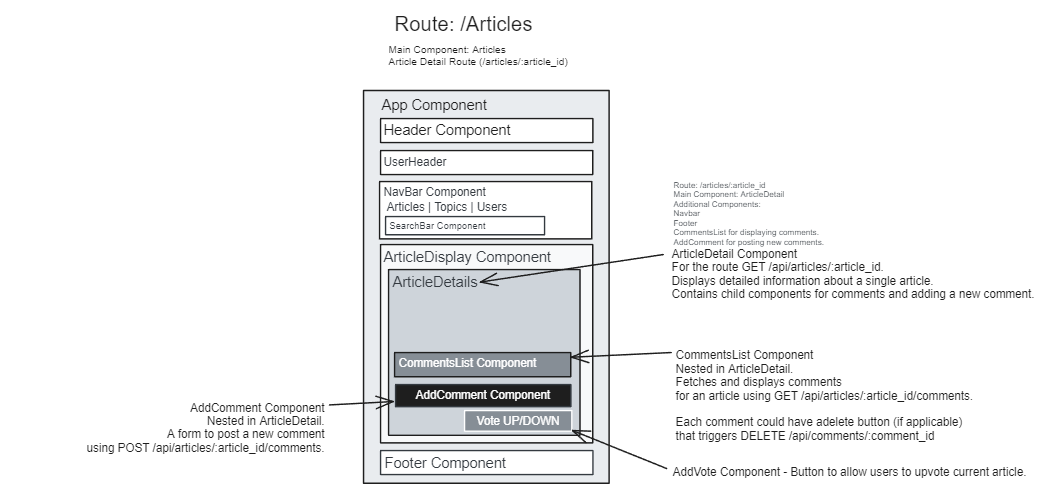 Route: /Articles
Main Component: Articles
Article Detail Route (/articles/:article_id)
App Component
Header Component
UserHeader
NavBar Component
Articles | Topics | Users
SearchBar Component
ArticleDisplay Component
ArticleDetails
CommentsList Component
AddComment Component
Vote UP/DOWN
Footer Component
Route: /articles/:article_id
Main Component: ArticleDetail
Additional Components:
Navbar
Footer
CommentsList for displaying comments.
AddComment for posting new comments.
ArticleDetail Component
For the route GET /api/articles/:article_id.
Displays detailed information about a single article.
Contains child components for comments and adding a new comment.
CommentsList Component
Nested in ArticleDetail.
Fetches and displays comments
for an article using GET /api/articles/:article_id/comments.
Each comment could have adelete button (if applicable)
that triggers DELETE /api/comments/:comment_id
AddVote Component - Button to allow users to upvote current article.
AddComment Component
Nested in ArticleDetail.
A form to post a new comment
using POST /api/articles/:article_id/comments.